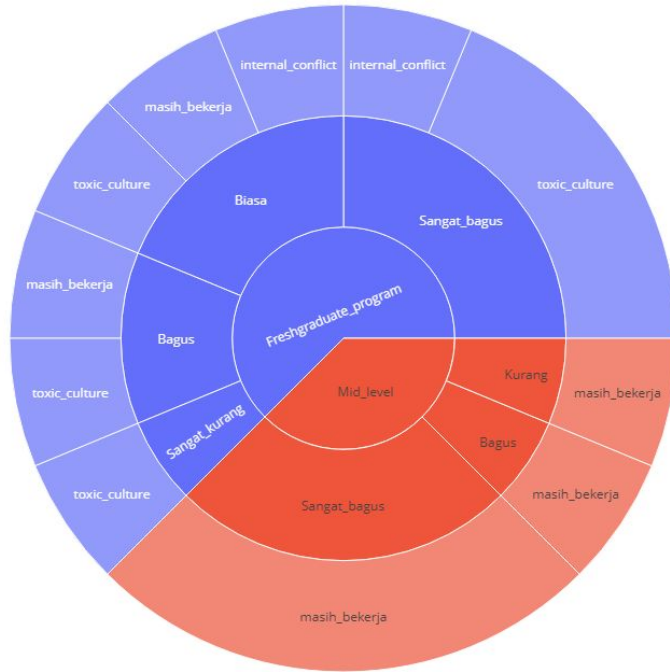 internal_conflict
internal_conflict
masih_bekerja
toxic_culture
toxic_culture
Biasa
Sangat_bagus
masih_bekerja
Freshgraduate_program
Bagus
Kurang
toxic_culture
masih_bekerja
Mid_level
Sangat_kurang
Bagus
toxic_culture
masih_bekerja
Sangat_bagus
masih_bekerja